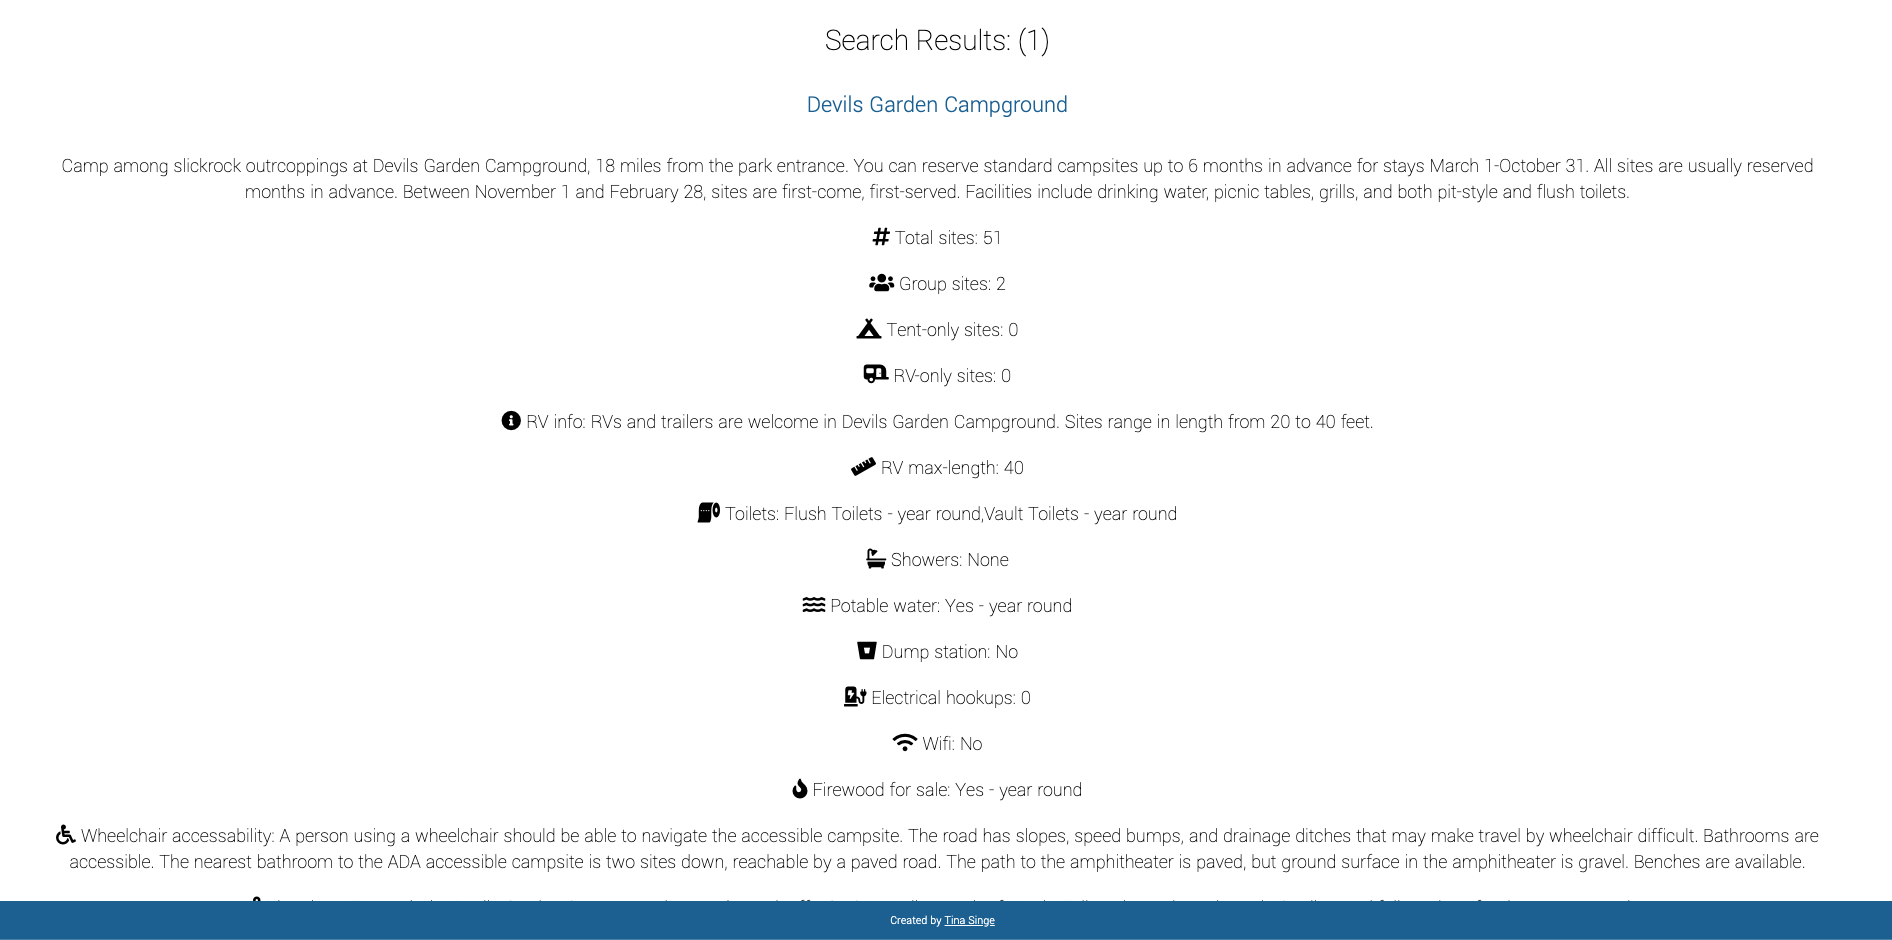 Search Results: (1)
Devils Garden Campground
Camp among slickrock outrcoppings at Devils Garden Campground, 18 miles from the park entrance. You can reserve standard campsites up to 6 months in advance for stays March 1-October 31. All sites are usually reserved
months in advance. Between November 1 and February 28, sites are first-come, first-served. Facilities include drinking water, picnic tables, grills, and both pit-style and flush toilets.
Total sites: 51
Group sites: 2
Tent-only sites: 0
RV-only sites: 0
RV info: RVs and trailers are welcome in Devils Garden Campground. Sites range in length from 20 to 40 feet.
RV max-length: 40
Toilets: Flush Toilets - year round,Vault Toilets - year round
Showers: None
Potable water: Yes - year round
Dump station: No
Electrical hookups: 0
Wifi: No
Firewood for sale: Yes - year round
Wheelchair accessability: A person using a wheelchair should be able to navigate the accessible campsite. The road has slopes, speed bumps, and drainage ditches that may make travel by wheelchair difficult. Bathrooms are
accessible. The nearest bathroom to the ADA accessible campsite is two sites down, reachable by a paved road. The path to the amphitheater is paved, but ground surface in the amphitheater is gravel. Benches are available.
Created by Tina Singe